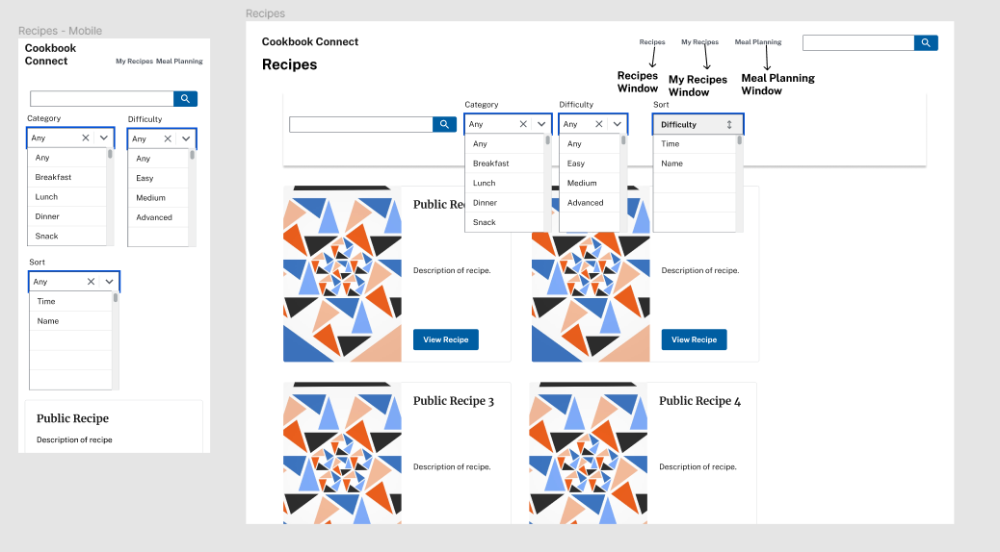 Recipes - Mobile
Cookbook
Connect
My Recipes Meal Planning
Category
Difficulty
Any
Any
Any
Breakfast
Lunch
Dinner
Snack
Any
Easy
Medium
Advanced
Sort
Any
Time
Name
Public Recipe
Description of recipe
Recipes
Cookbook Connect
Recipes My Recipes Meal Planning
Recipes
Recipes
Window
My Recipes
Window
Meal Planning
Window
Category
Difficulty
Sort
Any
Any
Difficulty
Any
Breakfast
Lunch
Dinner
Snack
Any
Easy
Medium
Advanced
Time
Name
Public Re
Description of recipe.
View Recipe
Description of recipe.
View Recipe
Public Recipe 3
Description of recipe.
Public Recipe 4
Description of recipe.